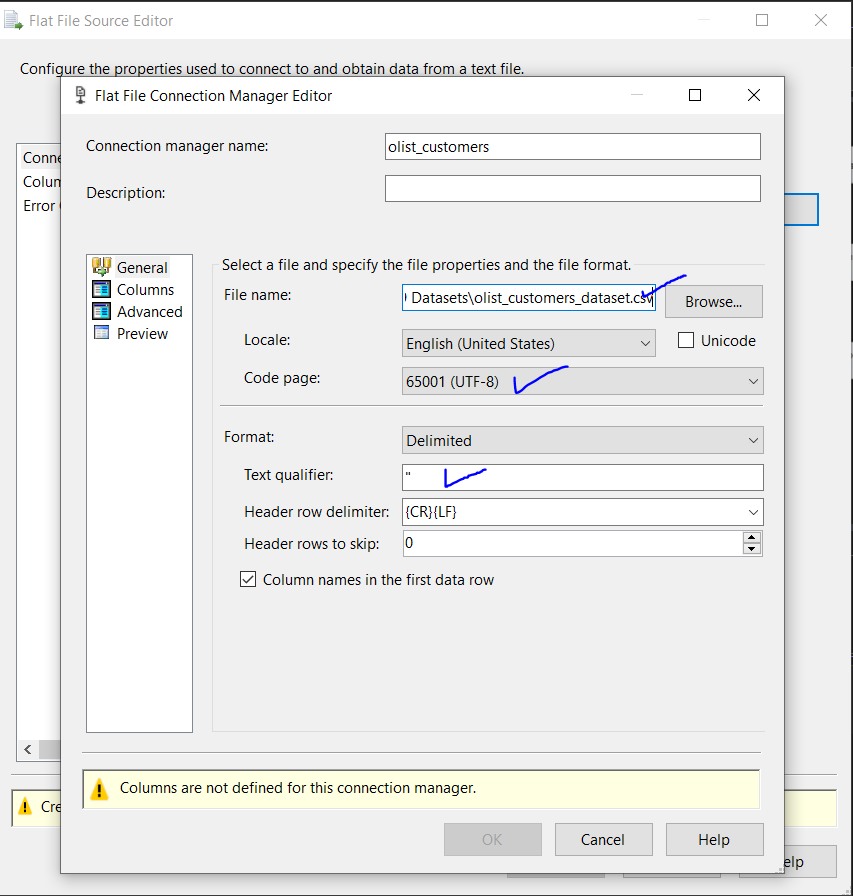 Flat File Source Editor
Configure the properties used to connect to and obtain data from a text file.
Flat File Connection Manager Editor
Connection manager name:
olist_customers
Description:
General
Columns
Advanced
Preview
Select a file and specify the file properties and the file format.
File name:
Datasets\olist_customers_dataset.csv
Browse...
Locale:
English (United States)
Unicode
Code page:
65001 (UTF-8)
Format:
Delimited
Text qualifier:
"
Header row delimiter:
{CR}{LF}
Header rows to skip:
0
Column names in the first data row
Columns are not defined for this connection manager.
OK
Cancel
Help